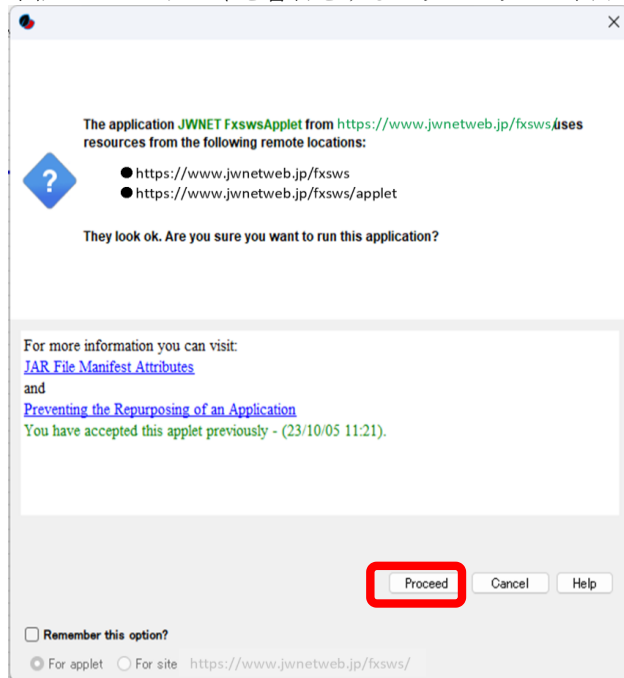 The application JWNET FxswsApplet from https://www.jwnetweb.jp/fxsws/uses
resources from the following remote locations:
●https://www.jwnetweb.jp/fxsws
●https://www.jwnetweb.jp/fxsws/applet
?
They look ok. Are you sure you want to run this application?
For more information you can visit:
JAR File Manifest Attributes
and
Preventing the Repurposing of an Application
You have accepted this applet previously - (23/10/05 11:21).
Proceed Cancel Help
Remember this option?
For applet For site https://www.jwnetweb.jp/fxsws/